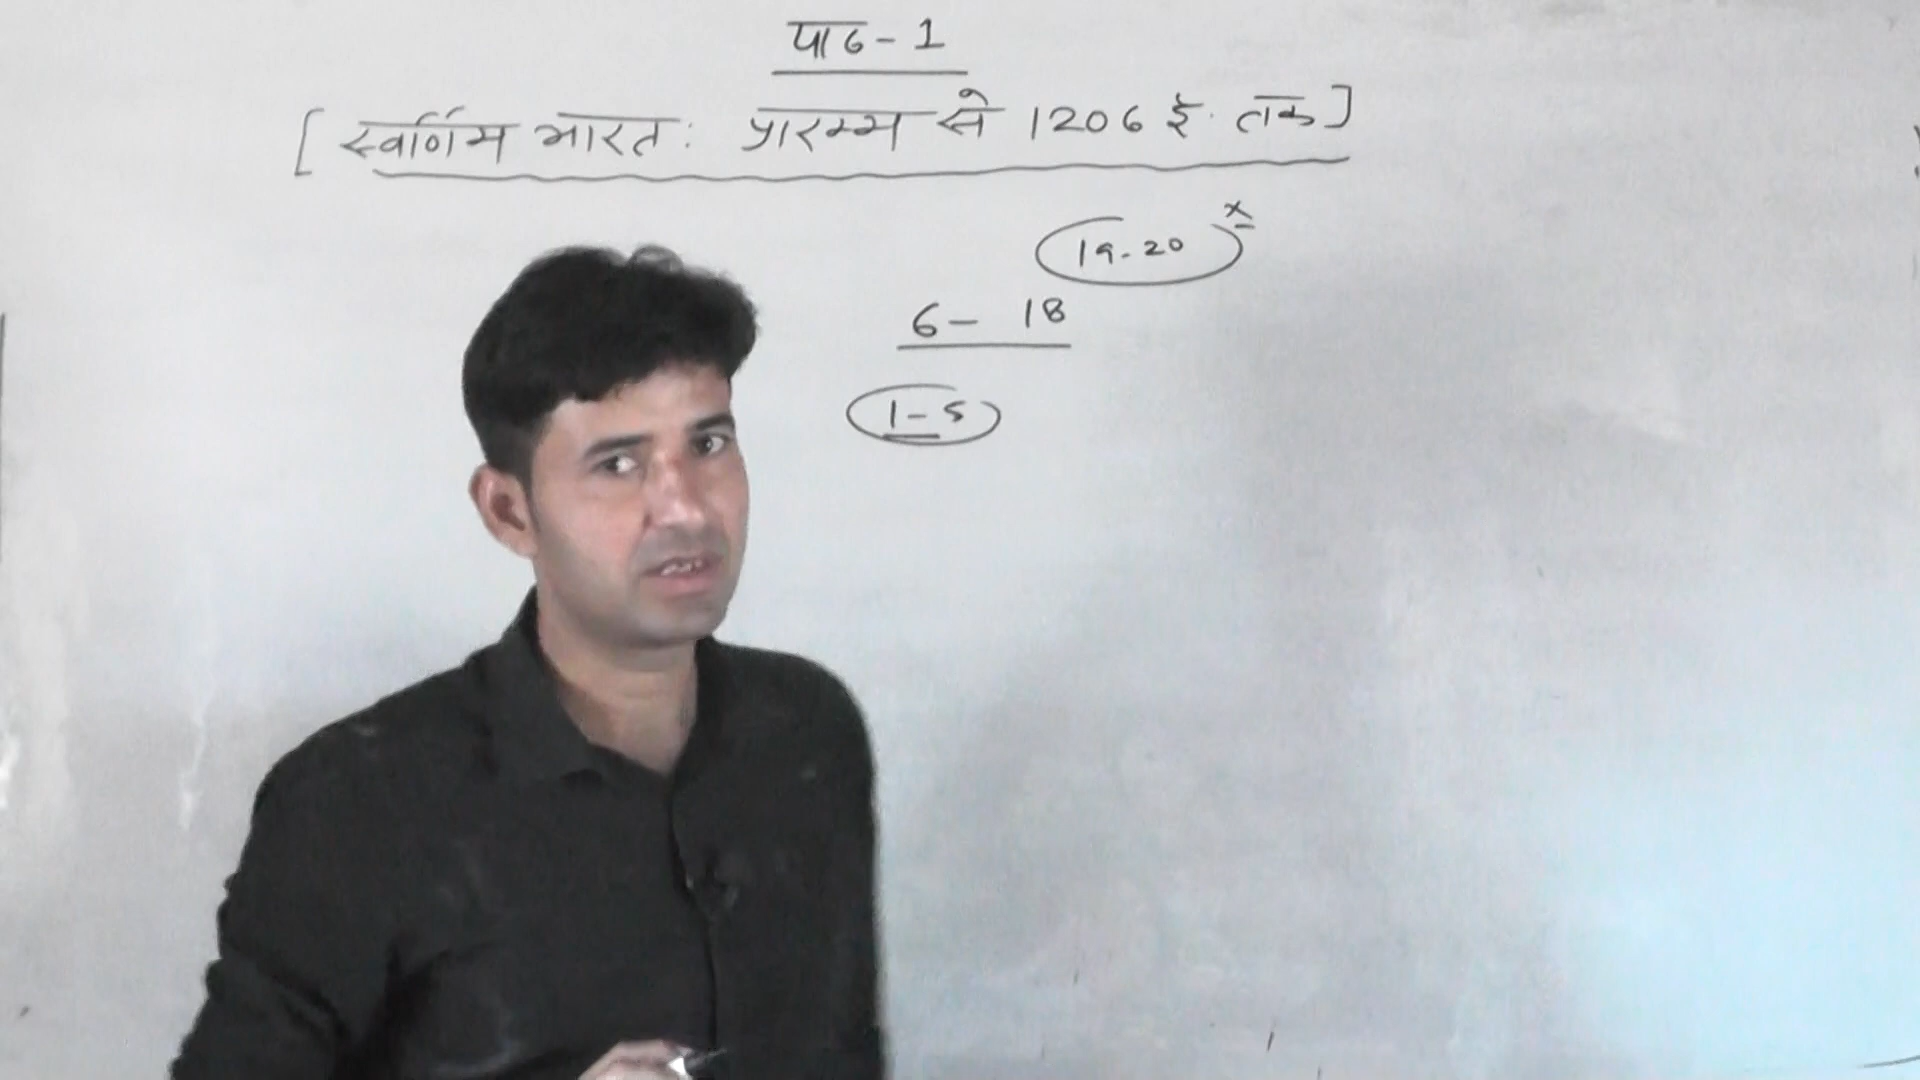 पाठ-1
[स्वर्णिम भारत: प्रारम्भ से 1206 ई. तक]
19-20 x
6- 18
1-5